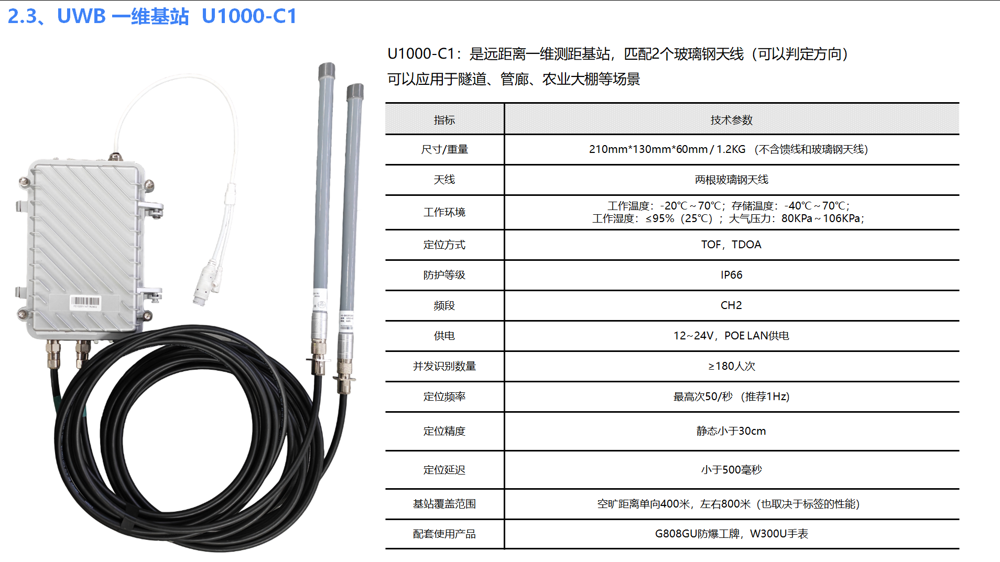 2.3、UWB 一维基站 U1000-C1
U1000-C1：是远距离一维测距基站，匹配2个玻璃钢天线（可以判定方向）
可以应用于隧道、管廊、农业大棚等场景
指标 技术参数
尺寸/重量 210mm*130mm*60mm / 1.2KG （不含馈线和玻璃钢天线）
天线 两根玻璃钢天线
工作环境 工作温度：-20℃～70℃；存储温度：-40℃～70℃；
工作湿度：≤95%（25℃）；大气压力：80KPa～106KPa；
定位方式 TOF，TDOA
防护等级 IP66
频段 CH2
供电 12~24V，POE LAN供电
并发识别数量 ≥180人次
定位频率 最高次50/秒 （推荐1Hz)
定位精度 静态小于30cm
定位延迟 小于500毫秒
基站覆盖范围 空旷距离单向400米，左右800米（也取决于标签的性能）
配套使用产品 G808GU防爆工牌，W300U手表